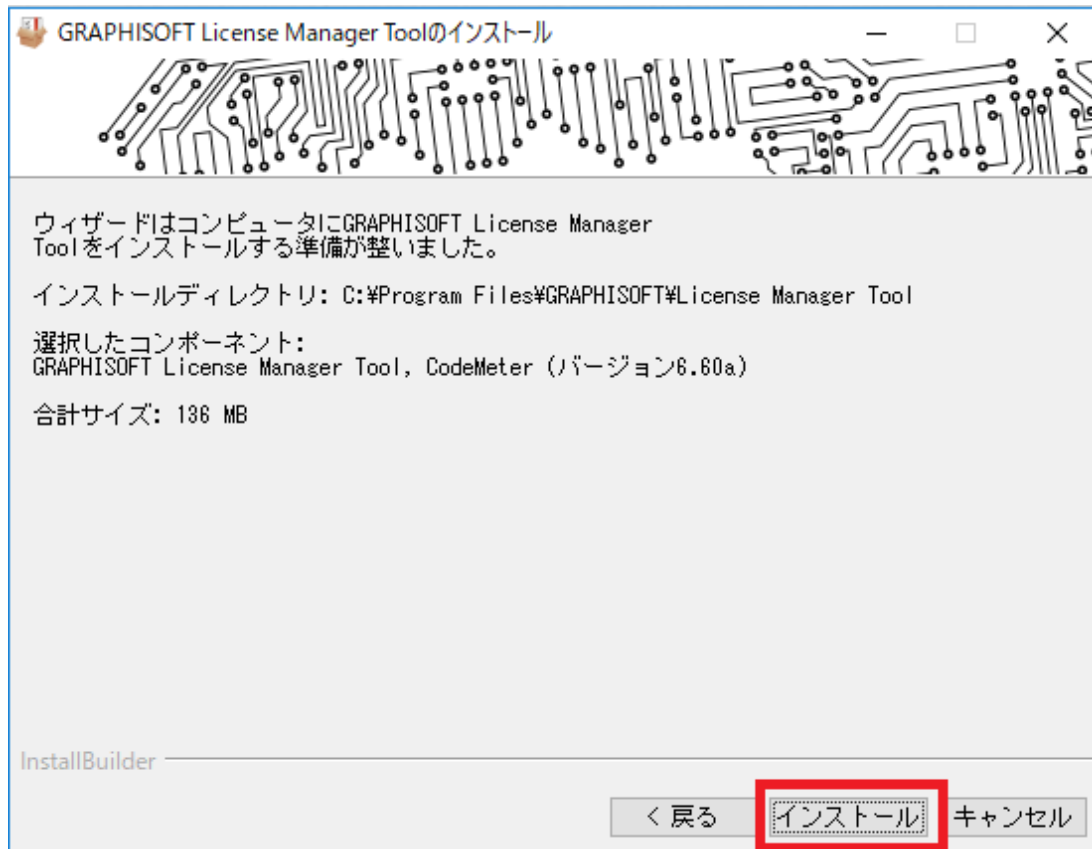 GRAPHISOFT License Manager Toolのインストール
ウィザードはコンピュータにGRAPHISOFT License Manager
Toolをインストールする準備が整いました。
インストールディレクトリ: C:¥Program Files¥GRAPHISOFT¥License Manager Tool
選択したコンポーネント:
GRAPHISOFT License Manager Tool, CodeMeter (バージョン6.60a)
合計サイズ: 136 MB
InstallBuilder
< 戻る インストール キャンセル